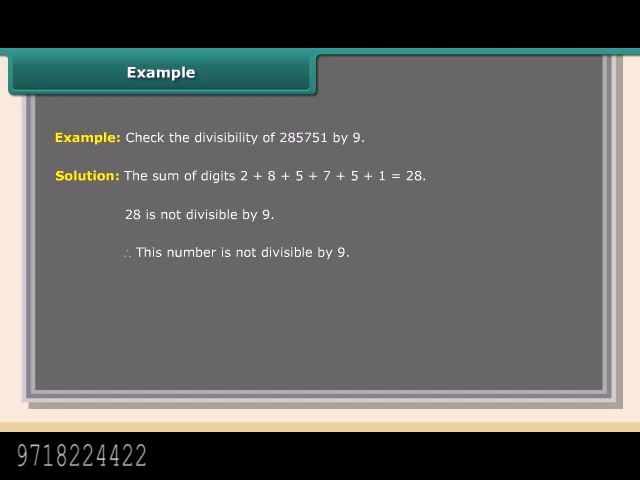 Example
Example: Check the divisibility of 285751 by 9.
Solution: The sum of digits 2 + 8 + 5 + 7 + 5 + 1 = 28.
28 is not divisible by 9.
∴ This number is not divisible by 9.
9718224422